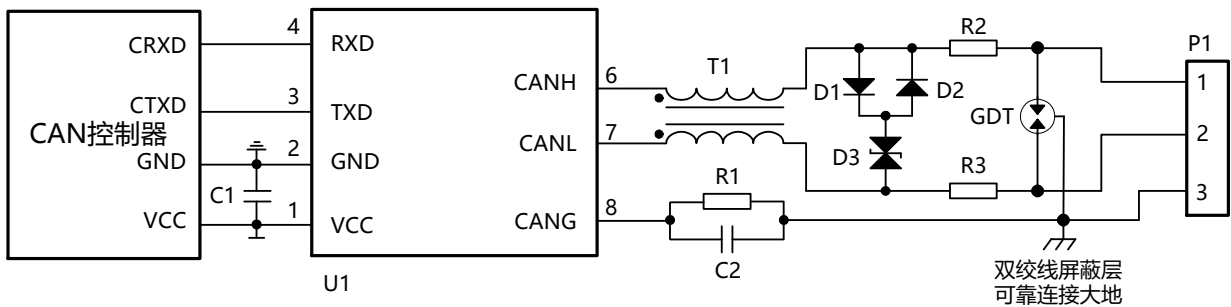 CAN控制器
CRXD
CTXD
GND
VCC
4
3
2
1
C1
RXD
TXD
GND
VCC
CANH
CANL
CANG
U1
6
7
8
T1
R1
C2
D1
D2
D3
R2
R3
GDT
P1
1
2
3
双绞线屏蔽层
可靠连接大地